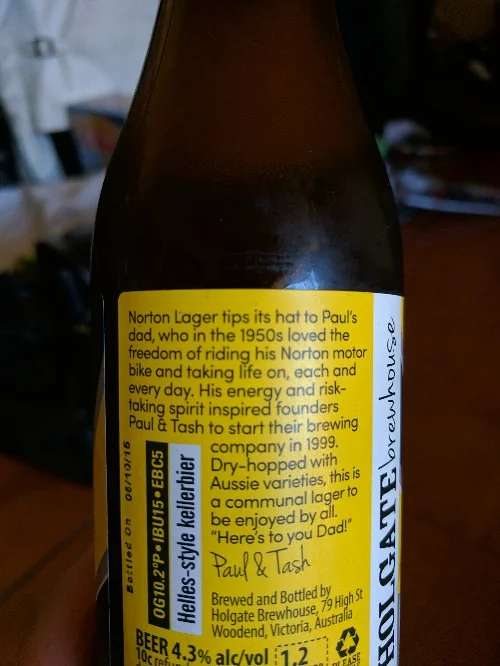 Norton Lager tips its hat to Paul's
dad, who in the 1950s loved the
freedom of riding his Norton motor
bike and taking life on, each and
every day. His energy and risk-
taking spirit inspired founders
Paul & Tash to start their brewing
company in 1999.
Dry-hopped with
Aussie varieties, this is
a communal lager to
be enjoyed by all.
"Here's to you Dad!"
Paul & Tash
Brewed and Bottled by
Holgate Brewhouse, 79 High St
Woodend, Victoria, Australia
BEER 4.3% alc/vol
10c refund
1.2
PLEASE
Bottled On 06/10/15
OG10.2°P•IBU15•EBC5
Helles-style kellerbier
HOLGATE brewhouse